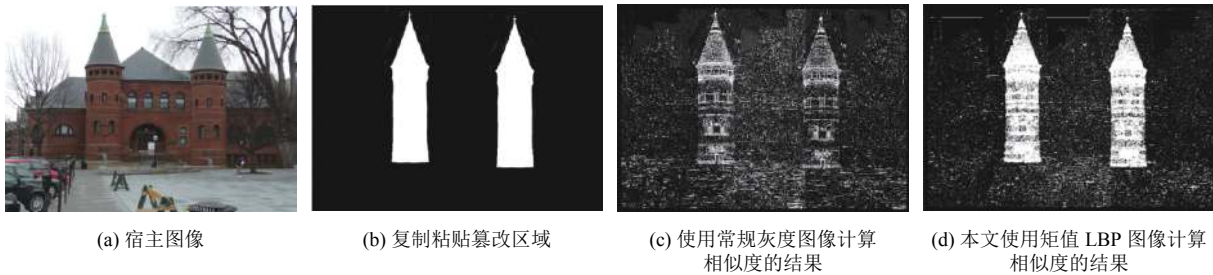 (a) 宿主图像
(b) 复制粘贴篡改区域
(c) 使用常规灰度图像计算
相似度的结果
(d) 本文使用矩值 LBP 图像计算
相似度的结果